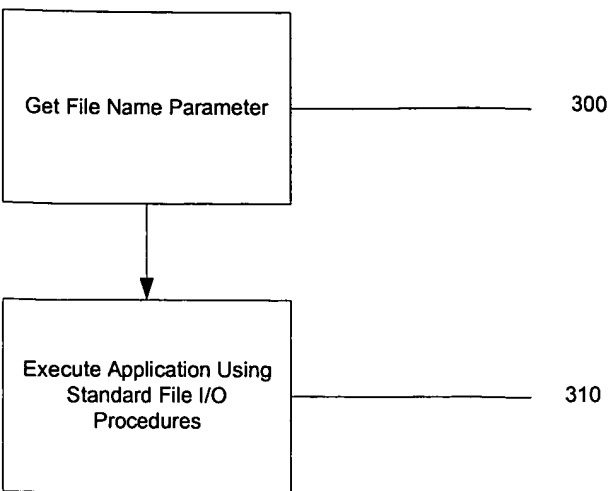 Get File Name Parameter
300
Execute Application Using
Standard File I/O
Procedures
310